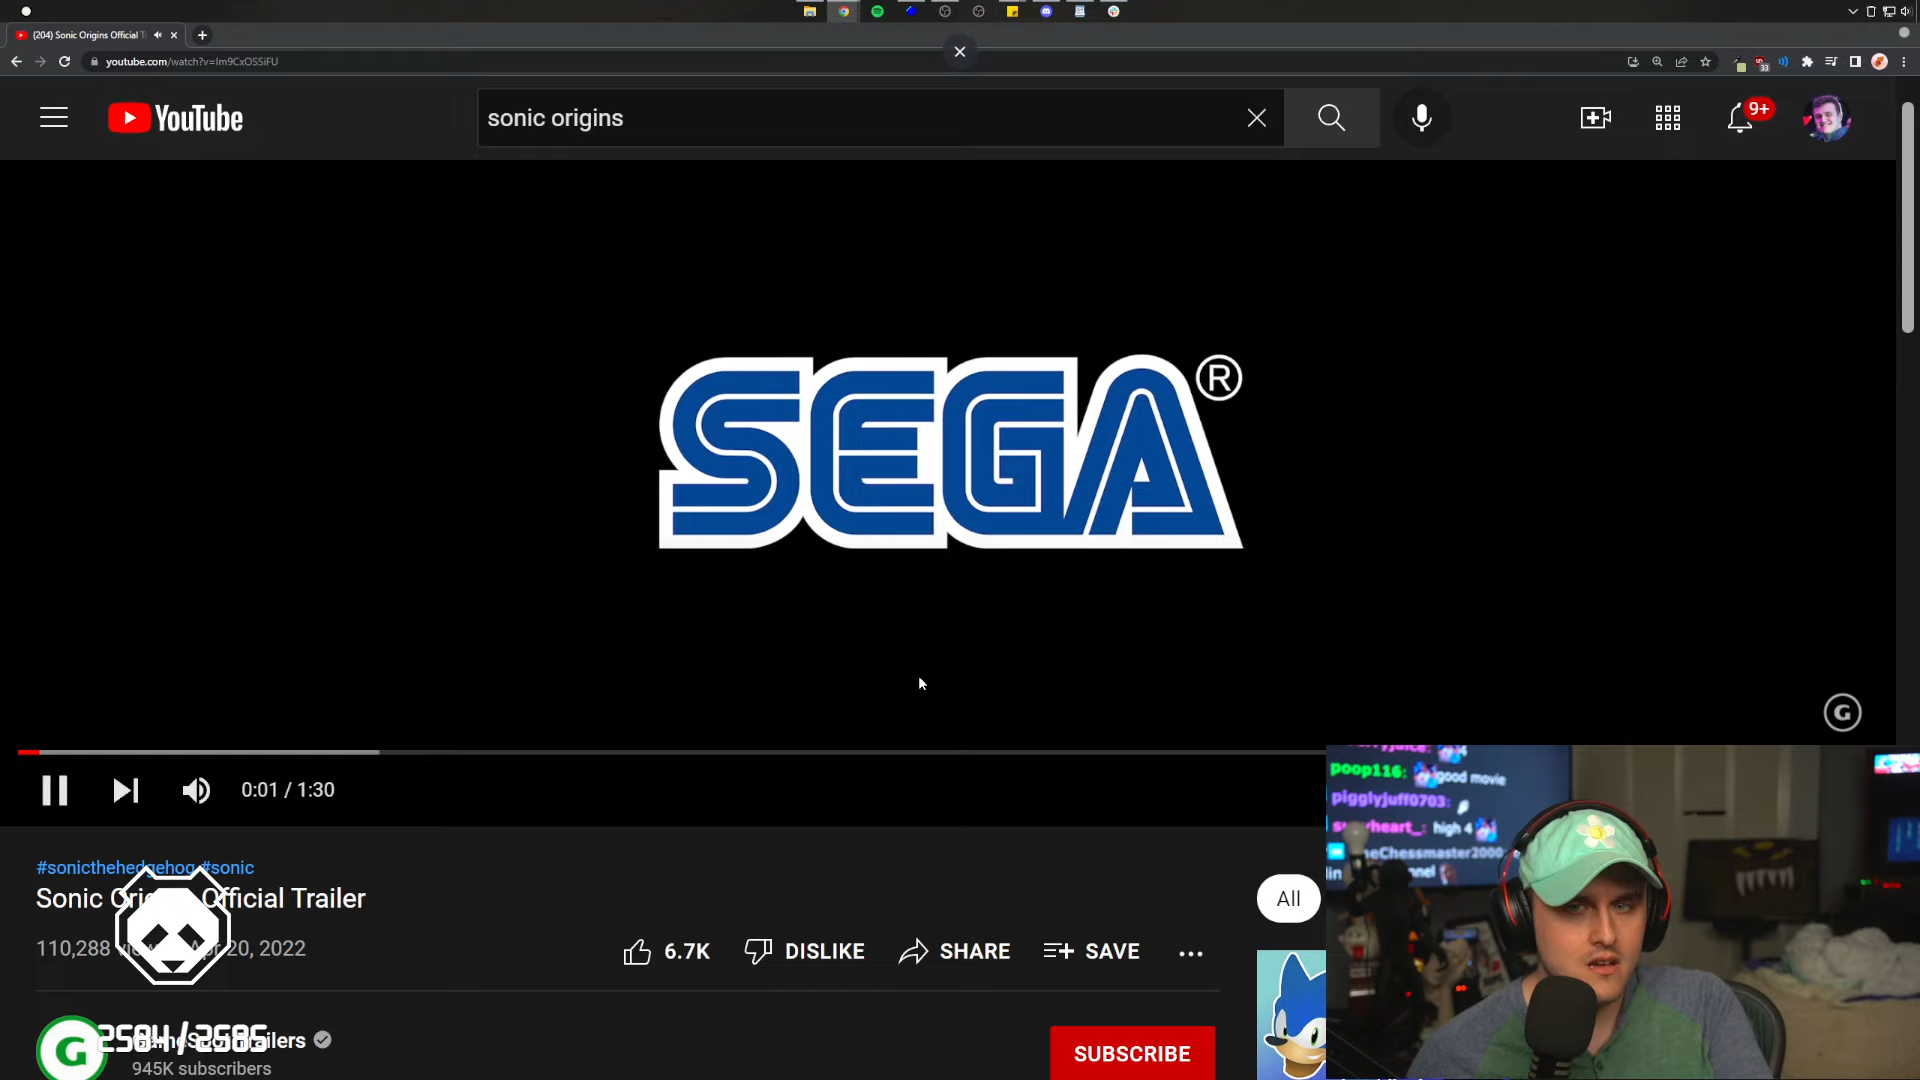 (204) Sonic Origins Official
youtube.com/watch?v=Im9CxOSSiFU
33
YouTube
sonic origins
9+
SEGA®
G
0:01 / 1:30
poop116: good movie
pigglyjuff0703:
high 4
eChessmaster2000
#sonicthehedgehog #sonic
Sonic Official Trailer
110,288 20, 2022
6.7K
DISLIKE
SHARE
SAVE
All
2584/2585
G
945K subscribers
SUBSCRIBE